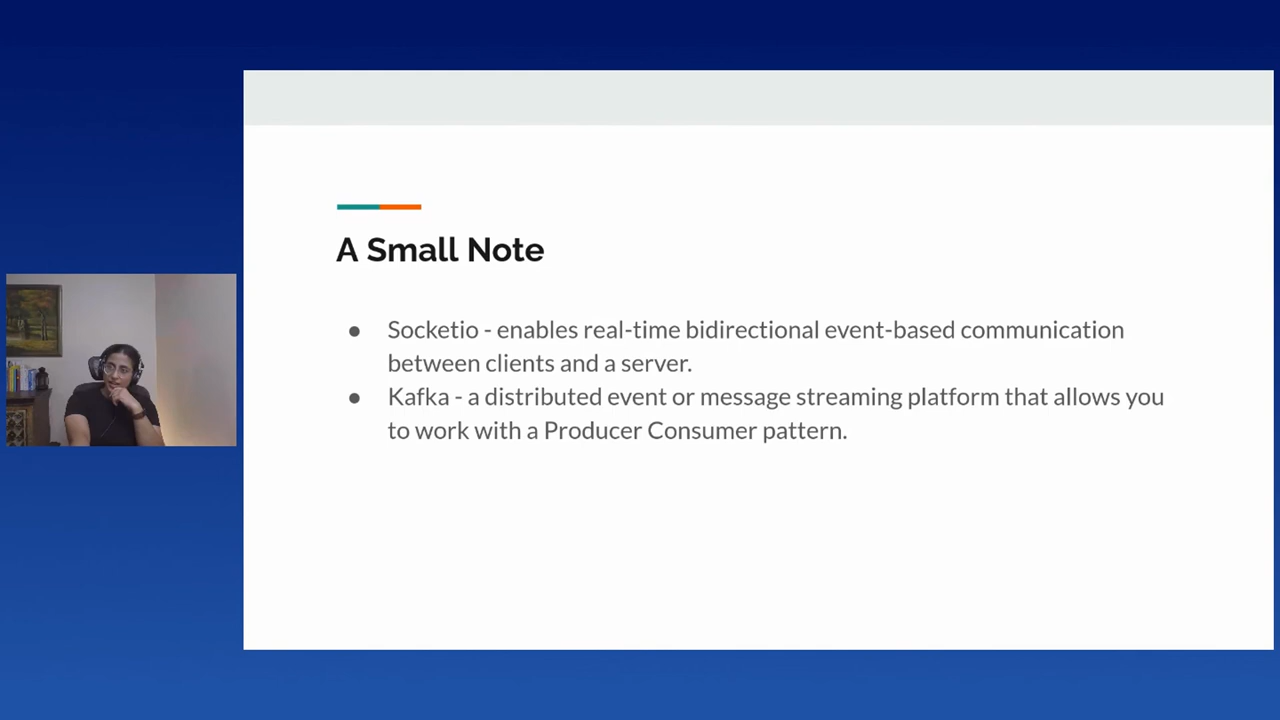 A Small Note
● Socketio - enables real-time bidirectional event-based communication
between clients and a server.
● Kafka - a distributed event or message streaming platform that allows you
to work with a Producer Consumer pattern.